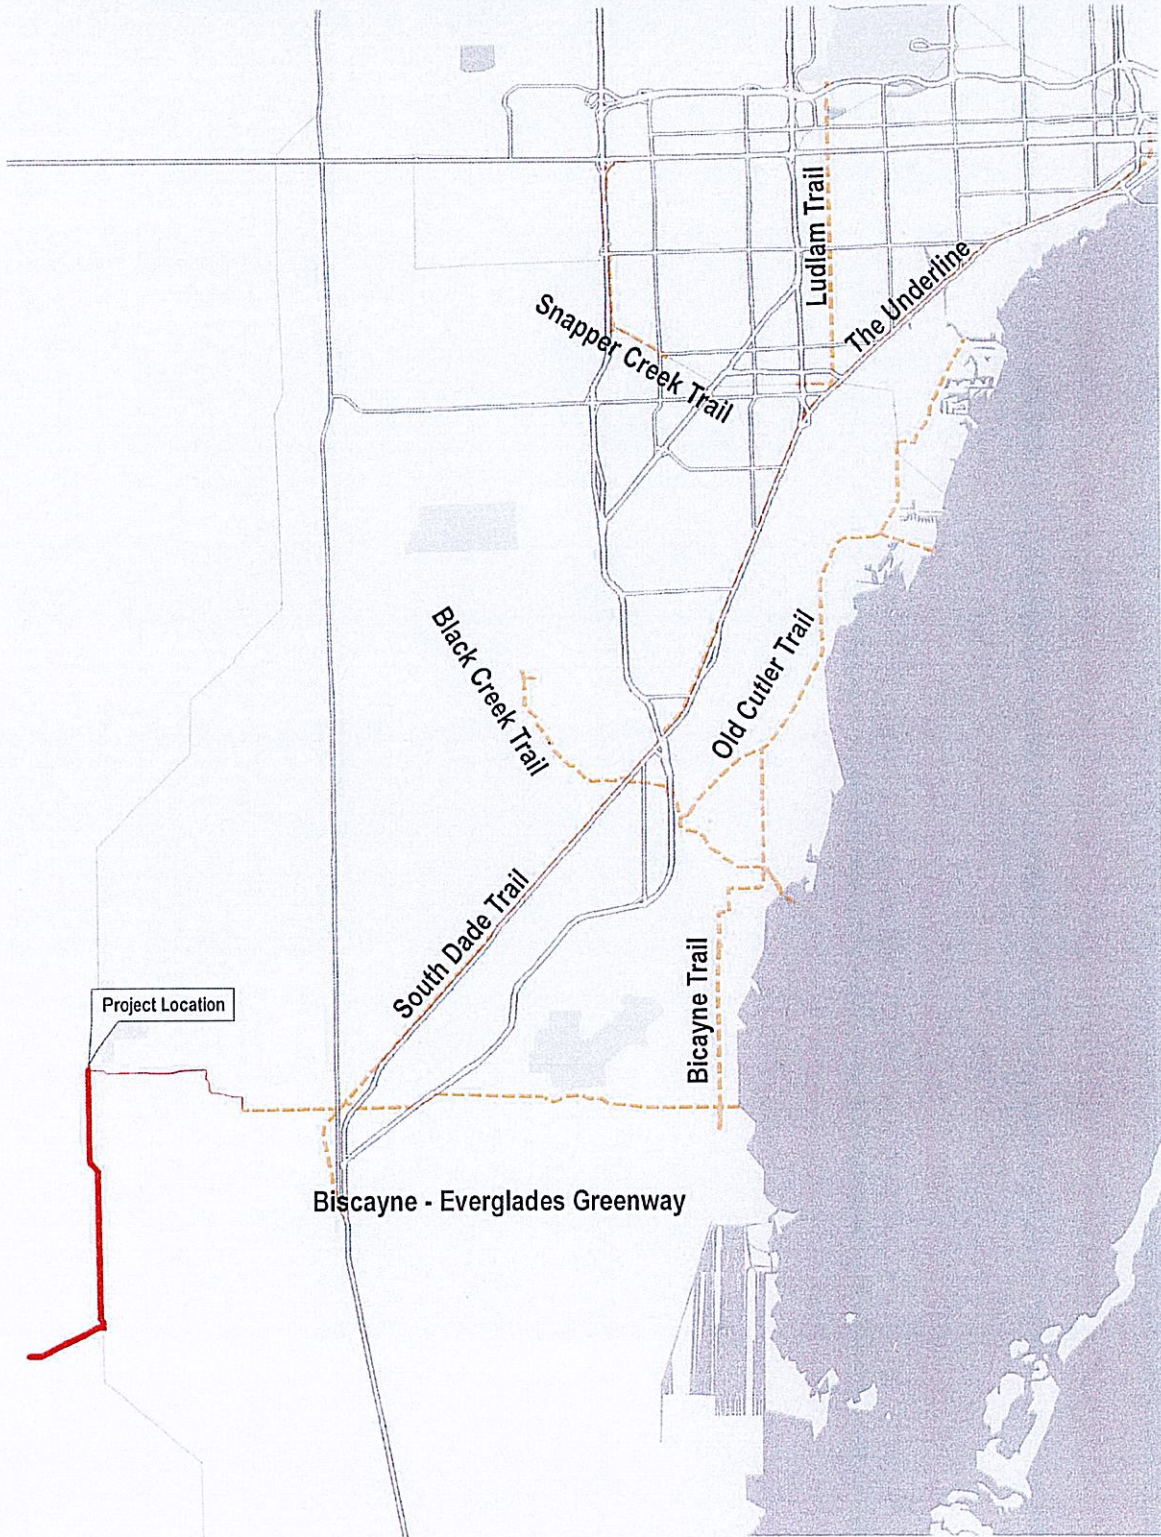 Ludlam Trail
The Underline
Snapper Creek Trail
Black Creek Trail
Old Cutler Trail
South Dade Trail
Bicayne Trail
Project Location
Biscayne - Everglades Greenway